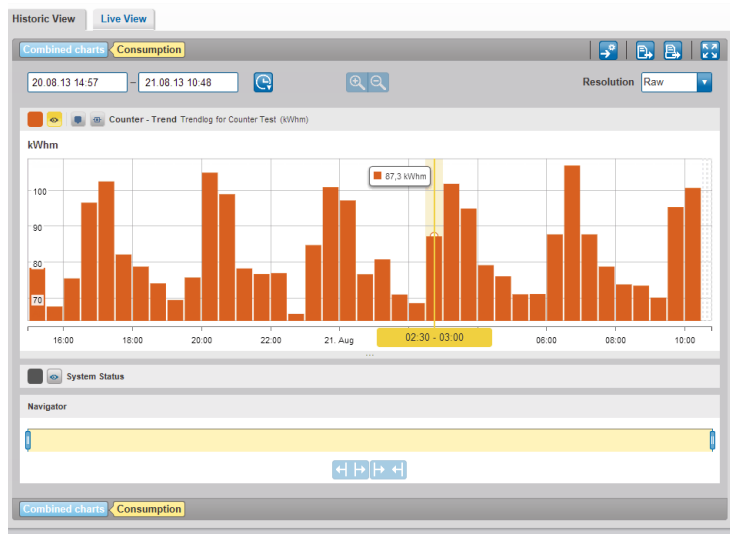 Historic View Live View
Combined charts Consumption
20.08.13 14:57 – 21.08.13 10:48 Resolution Raw
Counter - Trend Trendlog for Counter Test (kWhm)
kWhm
87,3 kWhm
100
90
80
70
16:00 18:00 20:00 22:00 21. Aug 02:30 - 03:00 06:00 08:00 10:00
System Status
Navigator
Combined charts Consumption